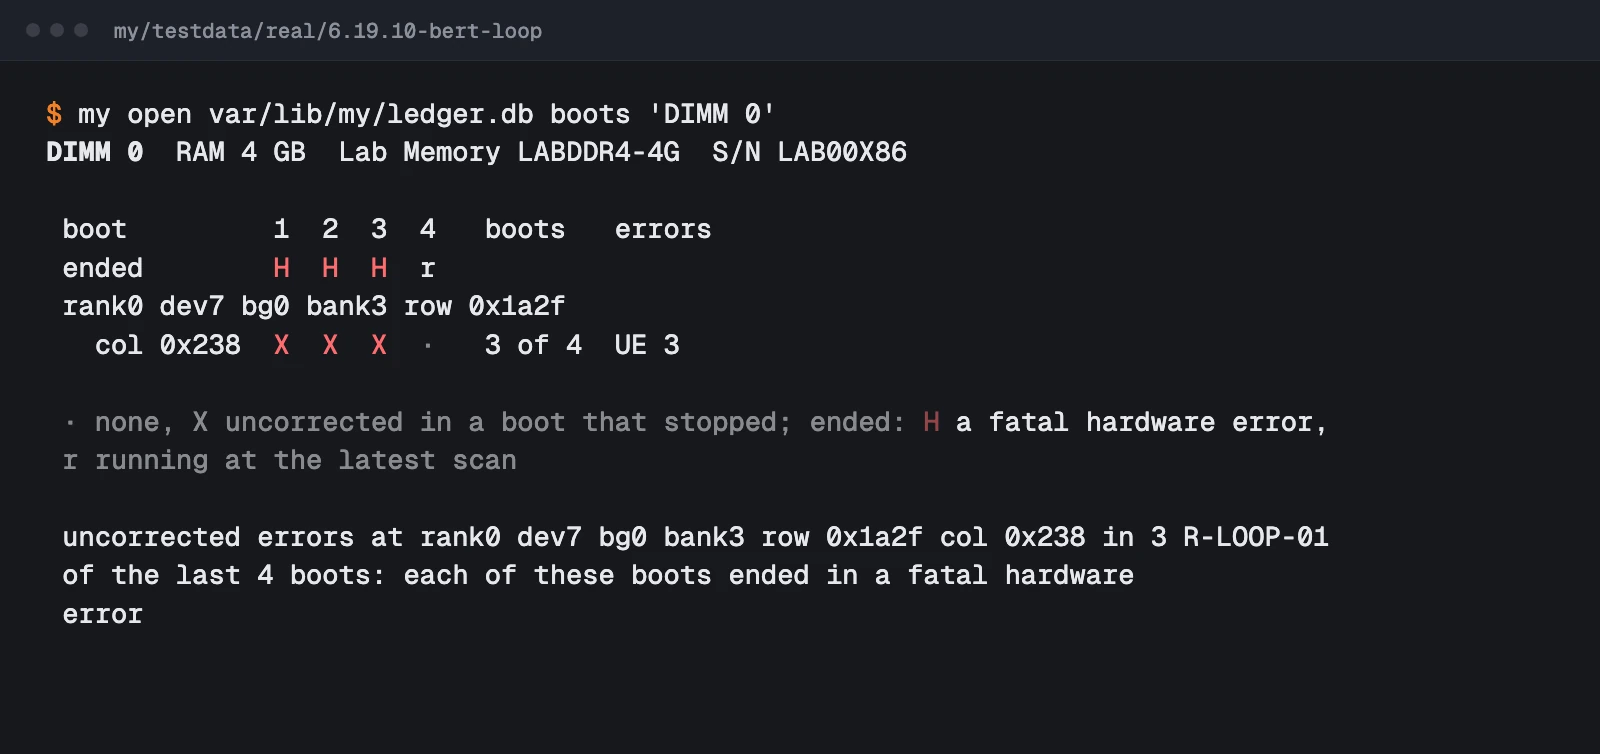 my/testdata/real/6.19.10-bert-loop
$ my open var/lib/my/ledger.db boots 'DIMM 0'
DIMM 0  RAM 4 GB  Lab Memory LABDDR4-4G  S/N LAB00X86
boot         1  2  3  4   boots   errors
ended        H  H  H  r
rank0 dev7 bg0 bank3 row 0x1a2f
col 0x238  X  X  X  ·   3 of 4  UE 3
· none, X uncorrected in a boot that stopped; ended: H a fatal hardware error,
r running at the latest scan
uncorrected errors at rank0 dev7 bg0 bank3 row 0x1a2f col 0x238 in 3 R-LOOP-01
of the last 4 boots: each of these boots ended in a fatal hardware
error